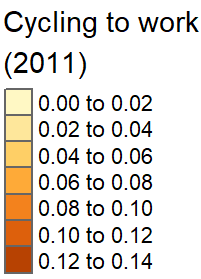 Cycling to work
(2011)
0.00 to 0.02
0.02 to 0.04
0.04 to 0.06
0.06 to 0.08
0.08 to 0.10
0.10 to 0.12
0.12 to 0.14